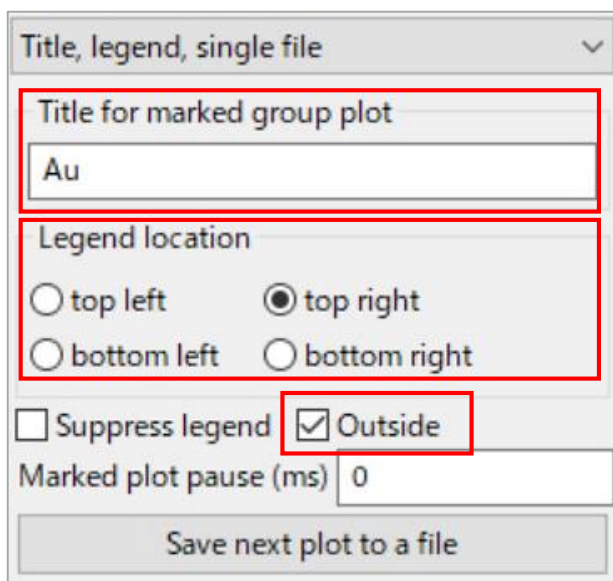 Title, legend, single file
Title for marked group plot
Au
Legend location
top left top right
bottom left bottom right
Suppress legend Outside
Marked plot pause (ms) 0
Save next plot to a file